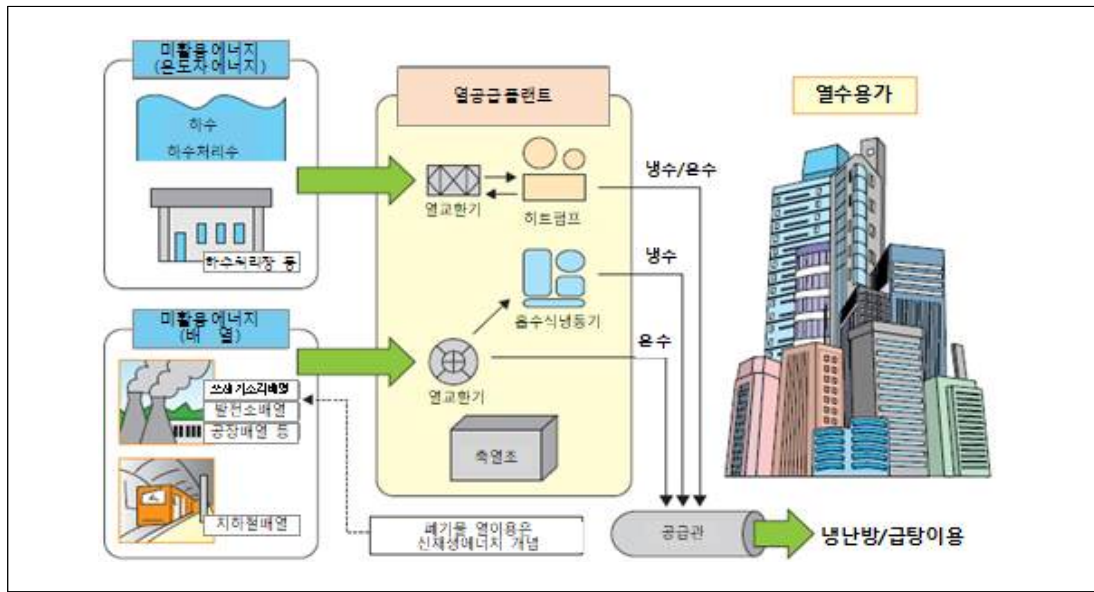 미활용에너지
(온도차에너지)
하수
하수처리수
하수처리장 등
미활용에너지
(배 열)
쓰레기소각배열
발전소배열
공장배열 등
지하철배열
열공급플랜트
열교환기
히트펌프
흡수식냉동기
열교환기
축열조
폐기물 열이용은
신재생에너지 개념
냉수/온수
냉수
온수
공급관
열수용가
냉난방/급탕이용